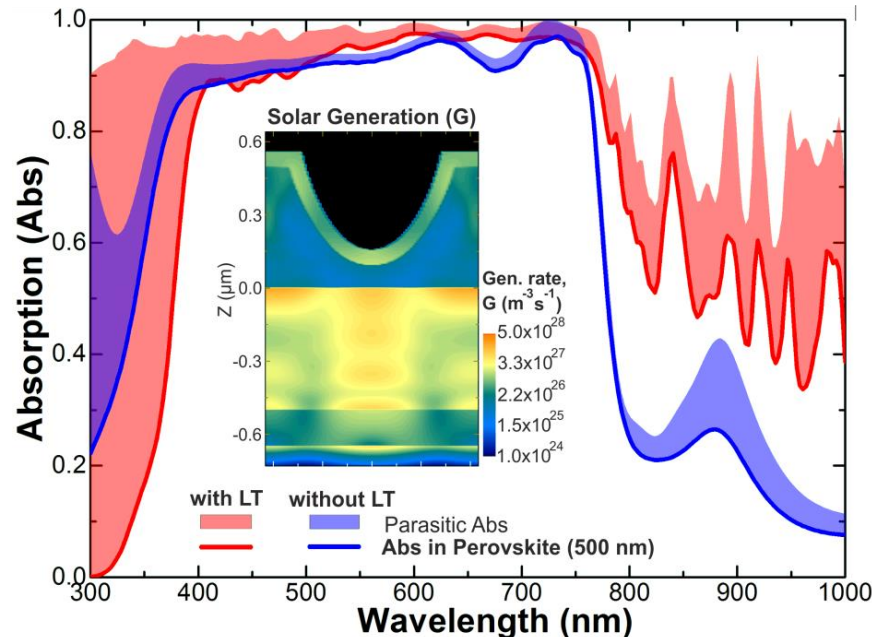 1.0
0.8
0.6
0.4
0.2
0.0
Absorption (Abs)
300 400 500 600 700 800 900 1000
Wavelength (nm)
Solar Generation (G)
0.6
0.3
0.0
-0.3
-0.6
Z (μm)
Gen. rate,
G (m⁻³s⁻¹)
5.0x10²⁸
3.3x10²⁷
2.2x10²⁶
1.5x10²⁵
1.0x10²⁴
with LT without LT
Parasitic Abs
Abs in Perovskite (500 nm)